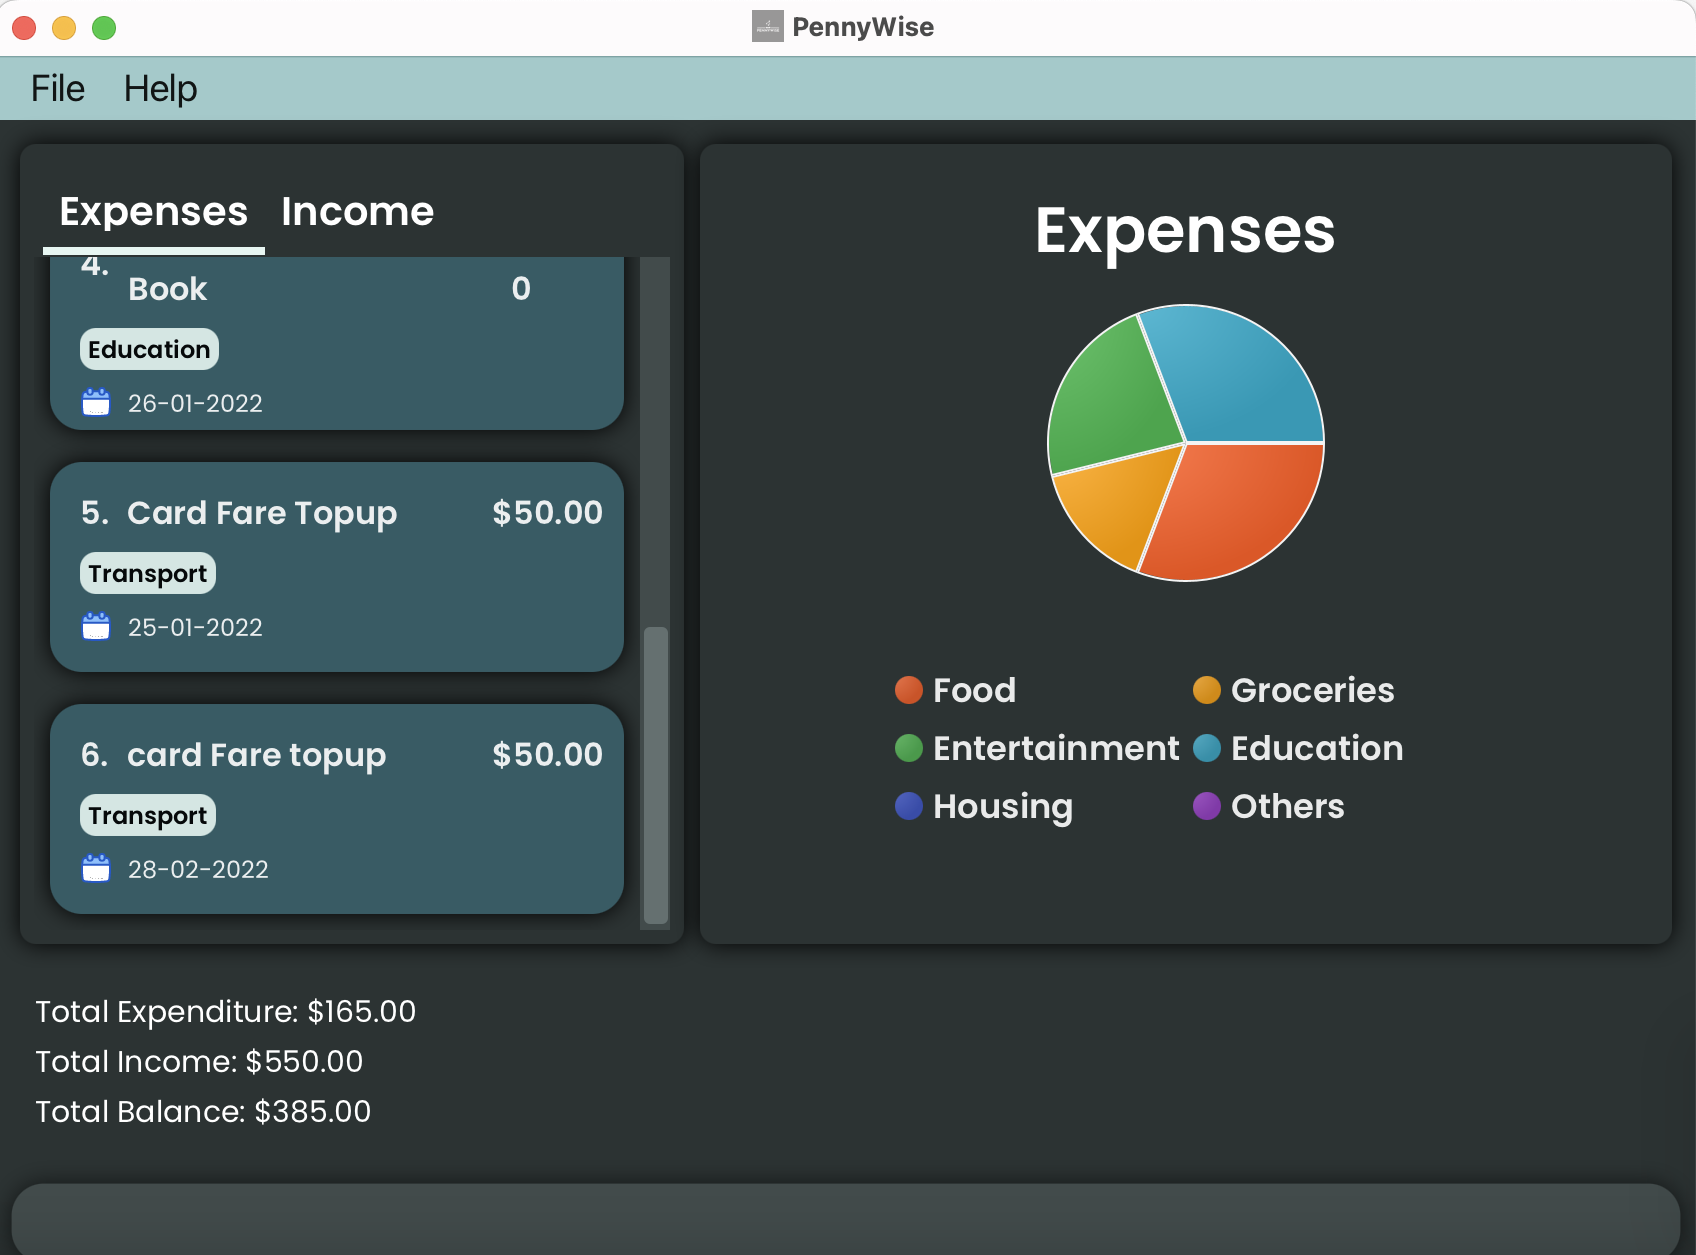 PennyWise
File Help
Expenses Income
4.
Book 0
Education
26-01-2022
5. Card Fare Topup $50.00
Transport
25-01-2022
6. card Fare topup $50.00
Transport
28-02-2022
Expenses
Food Groceries
Entertainment Education
Housing Others
Total Expenditure: $165.00
Total Income: $550.00
Total Balance: $385.00